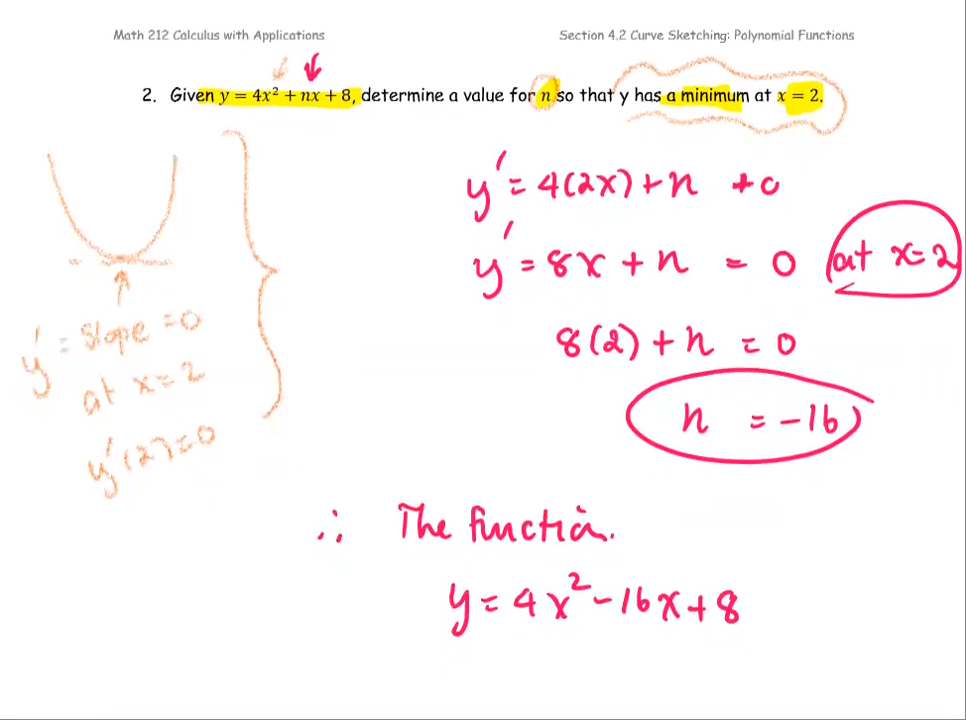 Math 212 Calculus with Applications
Section 4.2 Curve Sketching: Polynomial Functions
2. Given y = 4x² + nx + 8, determine a value for n so that y has a minimum at x = 2.
y' = slope = 0
at x = 2
y'(2) = 0
y' = 4(2x) + n + 0
y' = 8x + n = 0 at x = 2
8(2) + n = 0
n = -16
∴ The function.
y = 4x² - 16x + 8